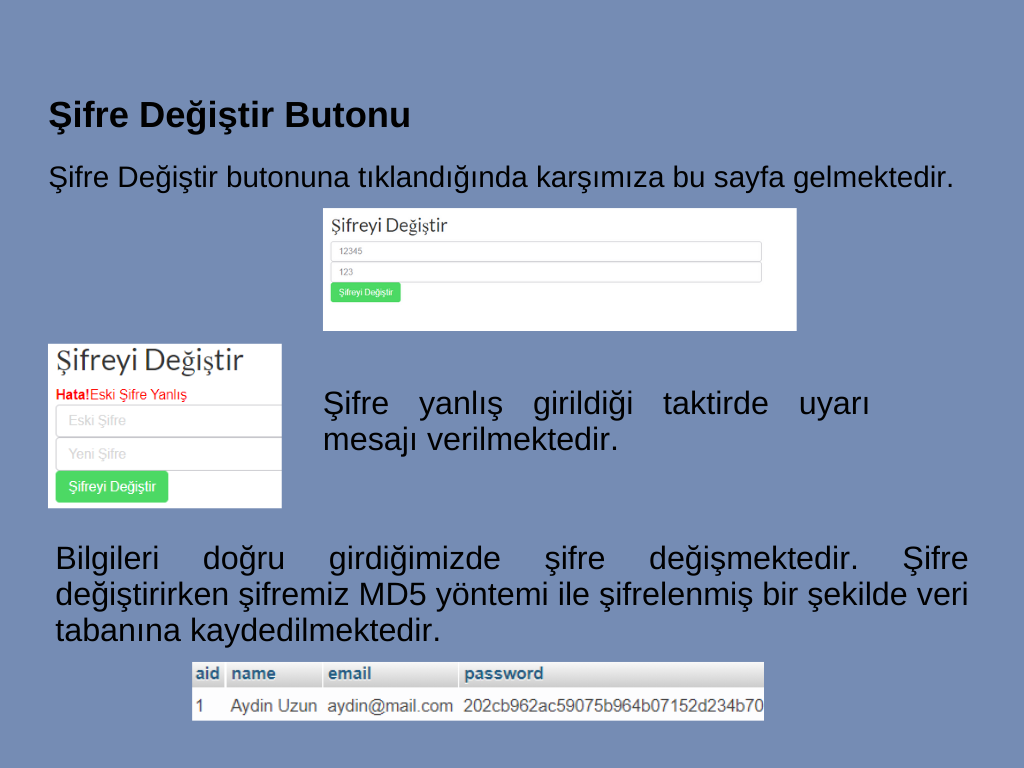 Şifre Değiştir Butonu
Şifre Değiştir butonuna tıklandığında karşımıza bu sayfa gelmektedir.
Şifreyi Değiştir
12345
123
Şifreyi Değiştir
Şifreyi Değiştir
Hata!Eski Şifre Yanlış
Eski Şifre
Yeni Şifre
Şifreyi Değiştir
Şifre yanlış girildiği taktirde uyarı
mesajı verilmektedir.
Bilgileri doğru girdiğimizde şifre değişmektedir. Şifre
değiştirirken şifremiz MD5 yöntemi ile şifrelenmiş bir şekilde veri
tabanına kaydedilmektedir.
aid name email password
1 Aydin Uzun aydin@mail.com 202cb962ac59075b964b07152d234b70